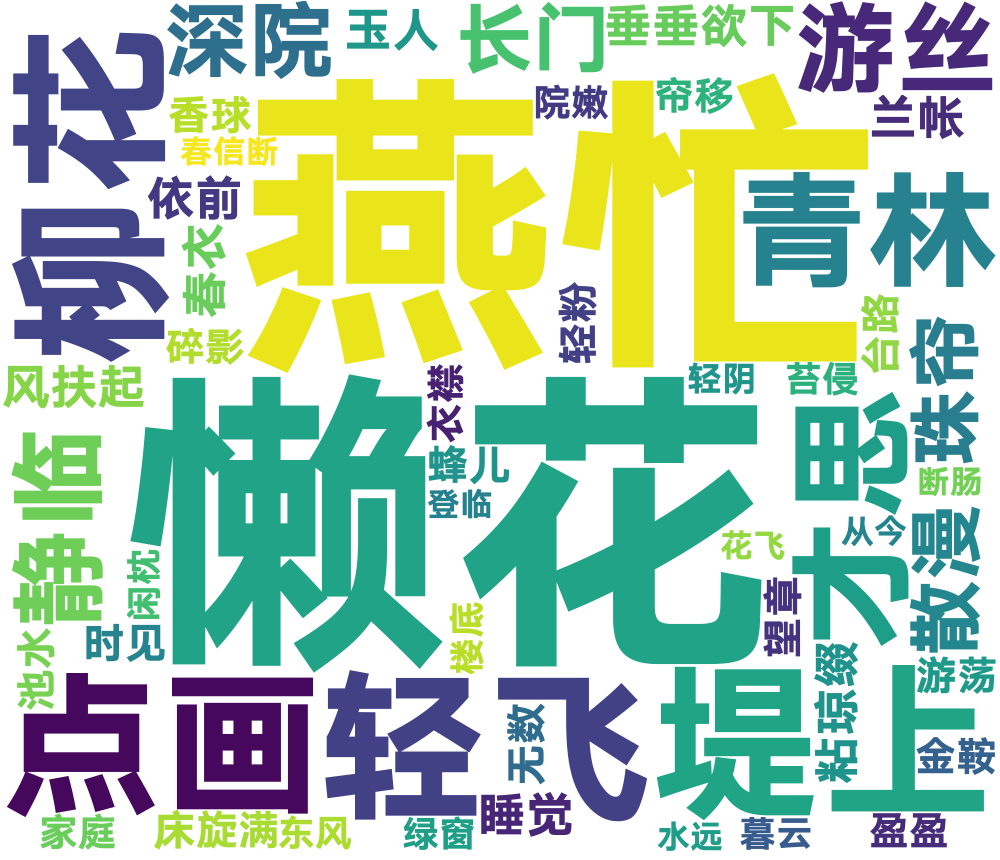 深院
玉人
长门
垂垂欲下
游丝
柳花
香球
春信断
燕忙
院嫩
帘移
兰帐
依前
青林
春衣
碎影
轻粉
台路
风扶起
衣襟
轻阴
苔侵
珠帘
懒花
静临
蜂儿
登临
才思
断肠
散漫
从今
花飞
闲枕
望章
时见
楼底
池水
点画
轻飞
无数
堤上
粘琼缀
游荡
金鞍
家庭
床旋满
东风
绿窗
睡觉
水远
暮云
盈盈